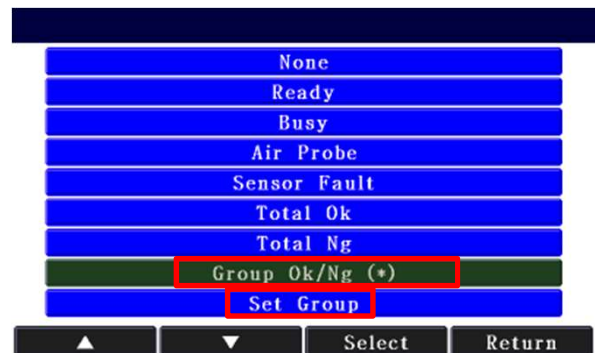 None
Ready
Busy
Air Probe
Sensor Fault
Total Ok
Total Ng
Group Ok/Ng (*)
Set Group
▲ ▼ Select Return